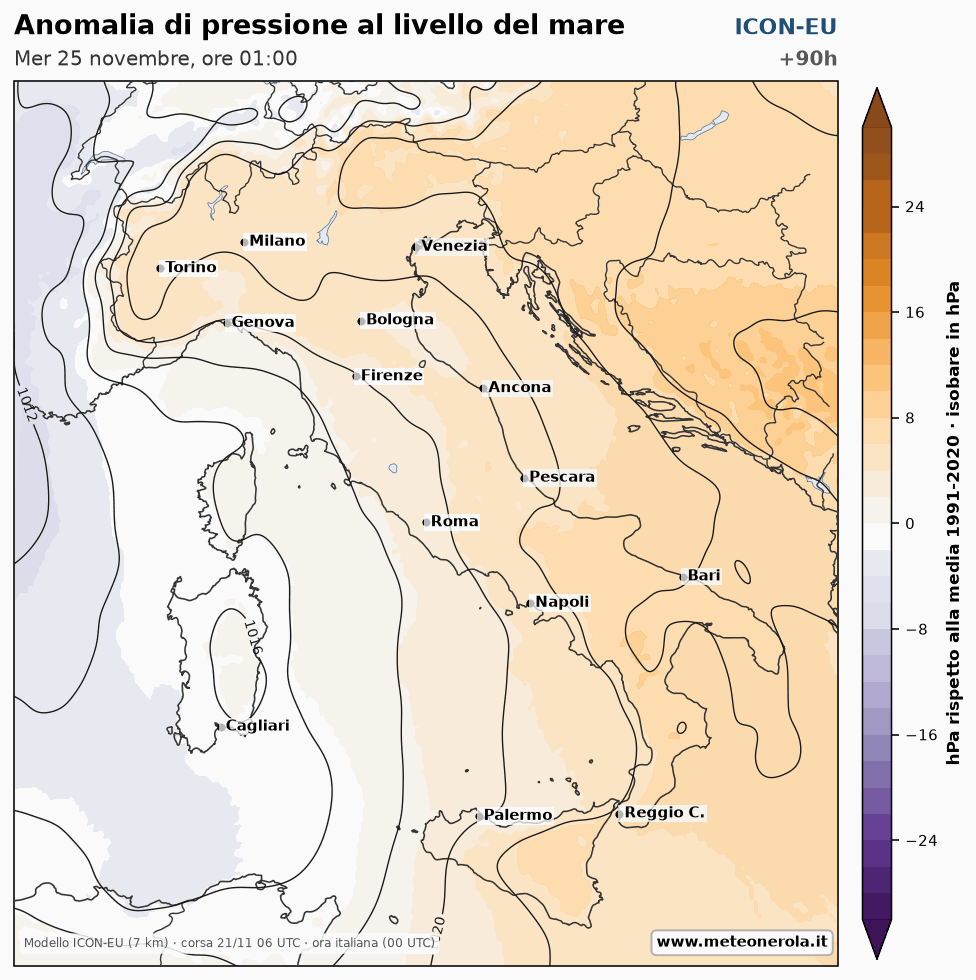 Anomalia di pressione al livello del mare
ICON-EU
Mer 25 novembre, ore 01:00
+90h
Milano
Venezia
Torino
Genova
Bologna
Firenze
Ancona
1012
Pescara
Roma
Bari
Napoli
1016
Cagliari
Palermo
Reggio C.
1020
Modello ICON-EU (7 km) · corsa 21/11 06 UTC · ora italiana (00 UTC)
www.meteonerola.it
24
16
8
0
−8
−16
−24
hPa rispetto alla media 1991-2020 · isobare in hPa